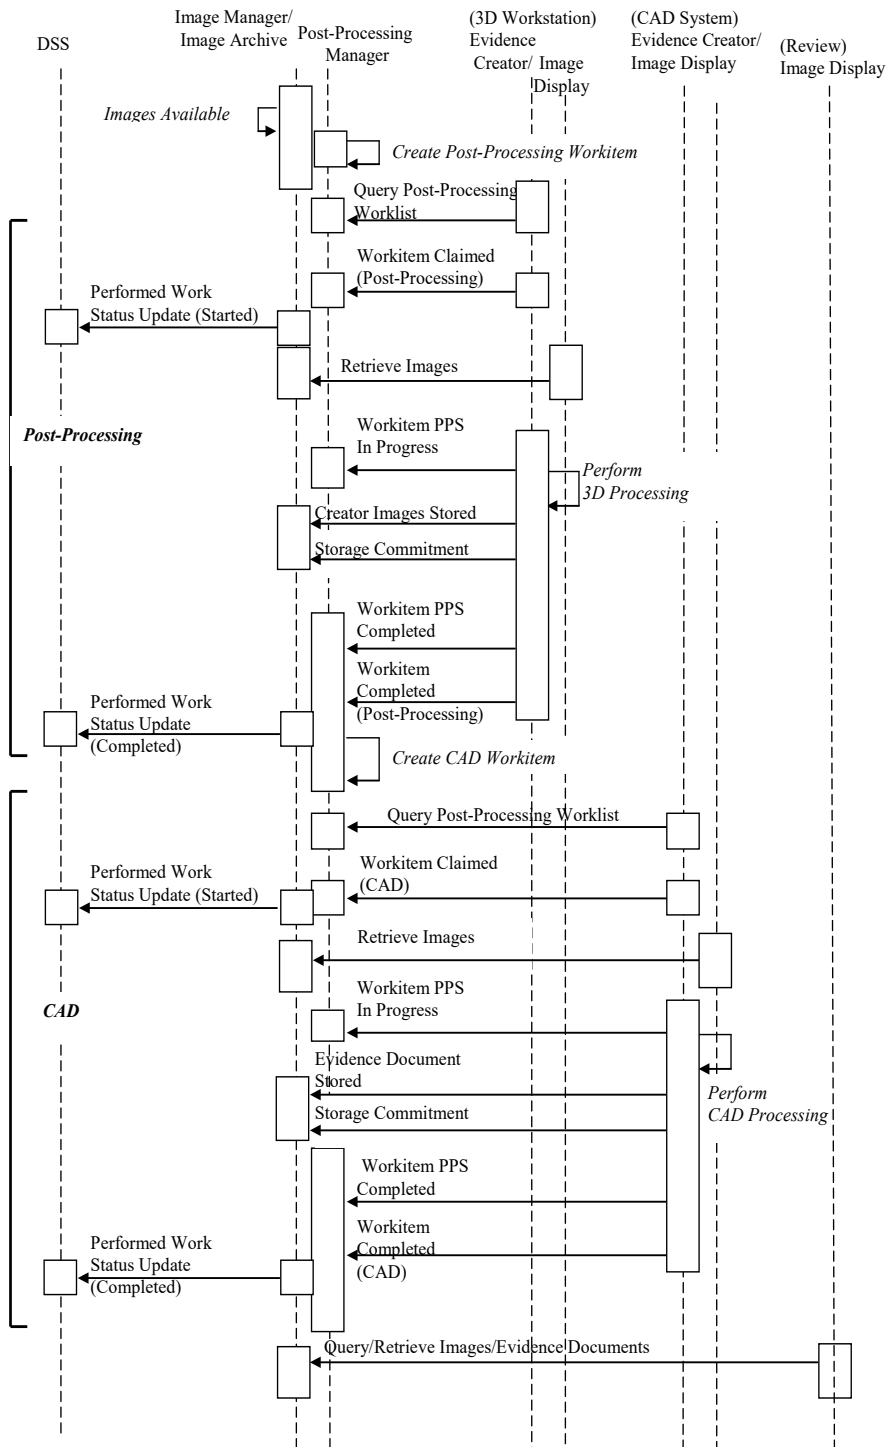 DSS
Image Manager/
Image Archive
Post-Processing
Manager
(3D Workstation)
Evidence
Creator/ Image
Display
(CAD System)
Evidence Creator/
Image Display
(Review)
Image Display
Images Available
Create Post-Processing Workitem
Query Post-Processing
Worklist
Workitem Claimed
(Post-Processing)
Performed Work
Status Update (Started)
Retrieve Images
Post-Processing
Workitem PPS
In Progress
Perform
3D Processing
Creator Images Stored
Storage Commitment
Workitem PPS
Completed
Workitem
Completed
(Post-Processing)
Performed Work
Status Update
(Completed)
Create CAD Workitem
Query Post-Processing Worklist
Workitem Claimed
(CAD)
Performed Work
Status Update (Started)
Retrieve Images
CAD
Workitem PPS
In Progress
Evidence Document
Stored
Storage Commitment
Perform
CAD Processing
Workitem PPS
Completed
Workitem
Completed
(CAD)
Performed Work
Status Update
(Completed)
Query/Retrieve Images/Evidence Documents